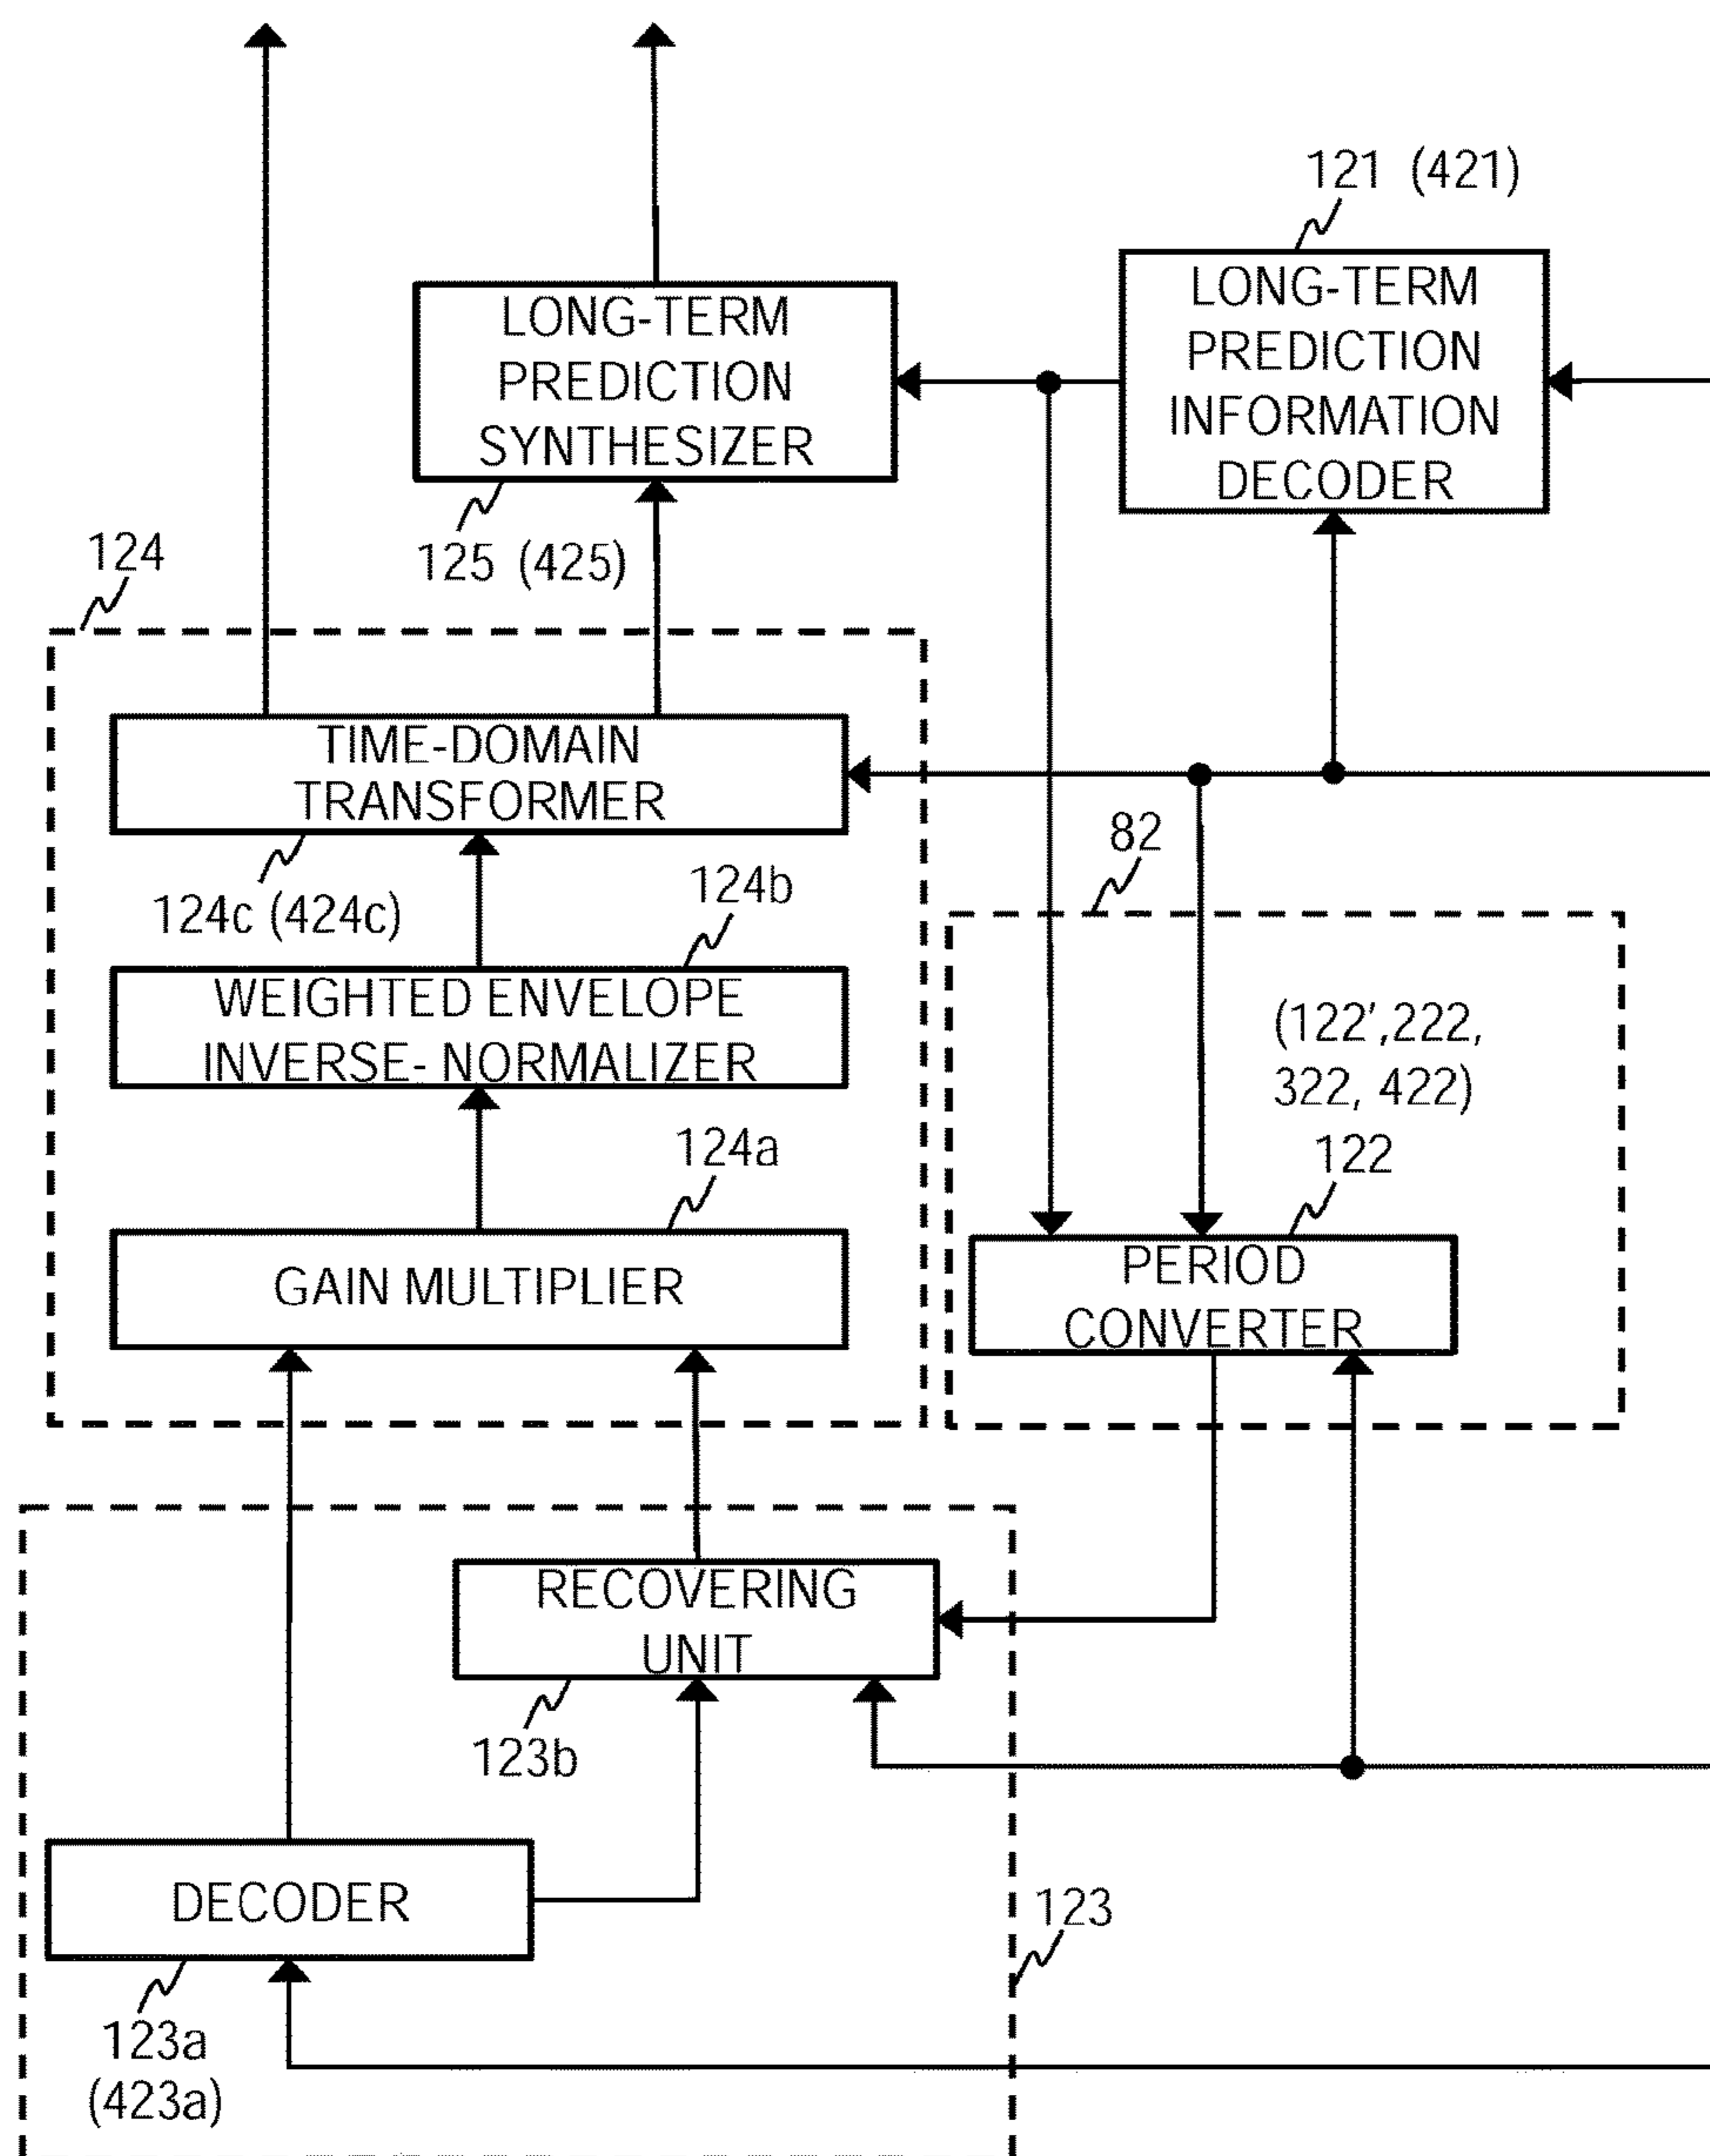 121 (421)
LONG-TERM
PREDICTION
INFORMATION
DECODER
LONG-TERM
PREDICTION
SYNTHESIZER
125 (425)
124
TIME-DOMAIN
TRANSFORMER
124c (424c)
82
124b
WEIGHTED ENVELOPE
INVERSE- NORMALIZER
(122',222,
322, 422)
122
124a
GAIN MULTIPLIER
PERIOD
CONVERTER
RECOVERING
UNIT
123b
DECODER
123
123a
(423a)